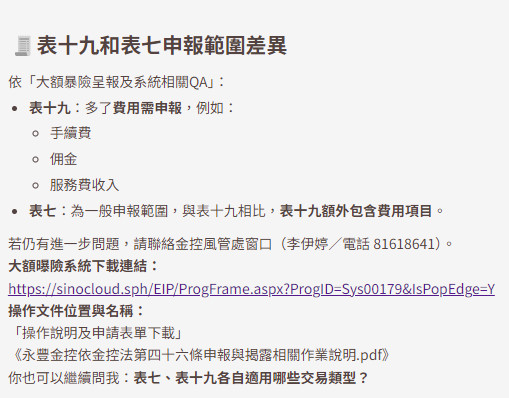 表十九和表七申報範圍差異
依「大額暴險呈報及系統相關QA」：
• 表十九：多了費用需申報，例如：
○ 手續費
○ 佣金
○ 服務費收入
• 表七：為一般申報範圍，與表十九相比，表十九額外包含費用項目。
若仍有進一步問題，請聯絡金控風管處窗口（李伊婷／電話 81618641）。
大額曝險系統下載連結：
https://sinocloud.sph/EIP/ProgFrame.aspx?ProgID=Sys00179&IsPopEdge=Y
操作文件位置與名稱：
「操作說明及申請表單下載」
《永豐金控依金控法第四十六條申報與揭露相關作業說明.pdf》
你也可以繼續問我：表七、表十九各自適用哪些交易類型？